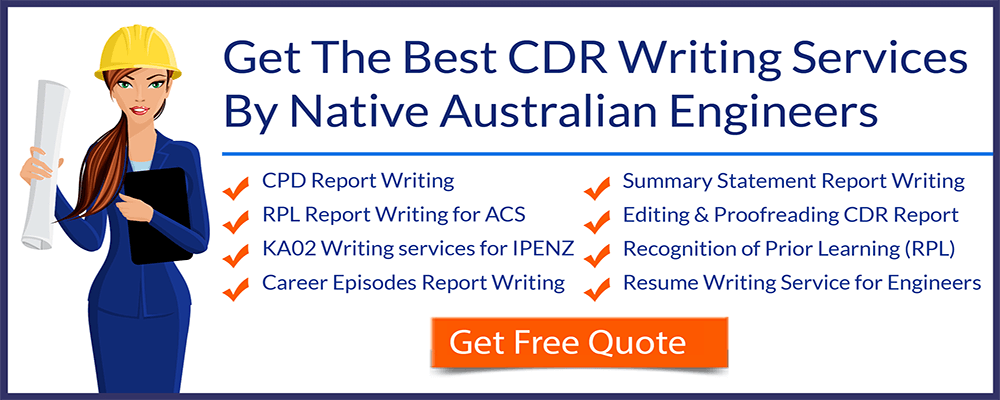 Get The Best CDR Writing Services
By Native Australian Engineers
CPD Report Writing
RPL Report Writing for ACS
KA02 Writing services for IPENZ
Career Episodes Report Writing
Summary Statement Report Writing
Editing & Proofreading CDR Report
Recognition of Prior Learning (RPL)
Resume Writing Service for Engineers
Get Free Quote